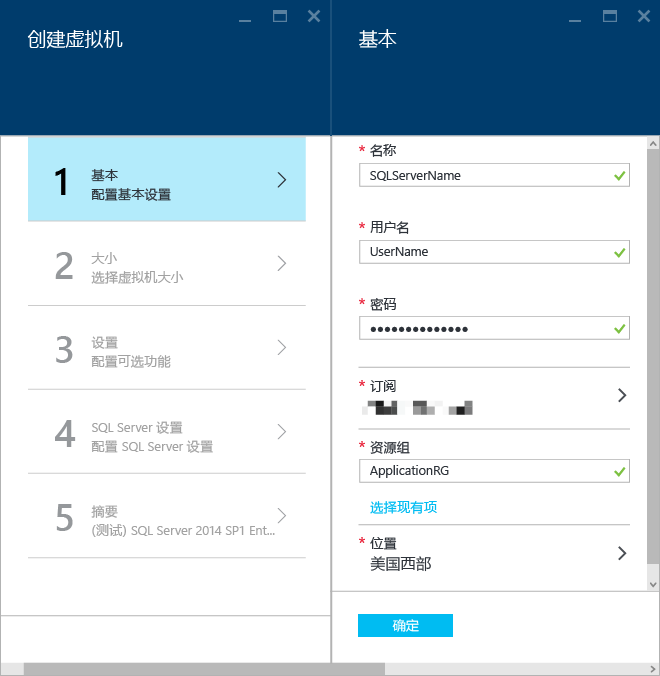 创建虚拟机
1
基本
配置基本设置
2
大小
选择虚拟机大小
3
设置
配置可选功能
4
SQL Server 设置
配置 SQL Server 设置
5
摘要
(测试) SQL Server 2014 SP1 Ent...
基本
* 名称
SQLServerName
* 用户名
UserName
* 密码
●●●●●●●●●●●●●●
* 订阅
* 资源组
ApplicationRG
选择现有项
* 位置
美国西部
确定